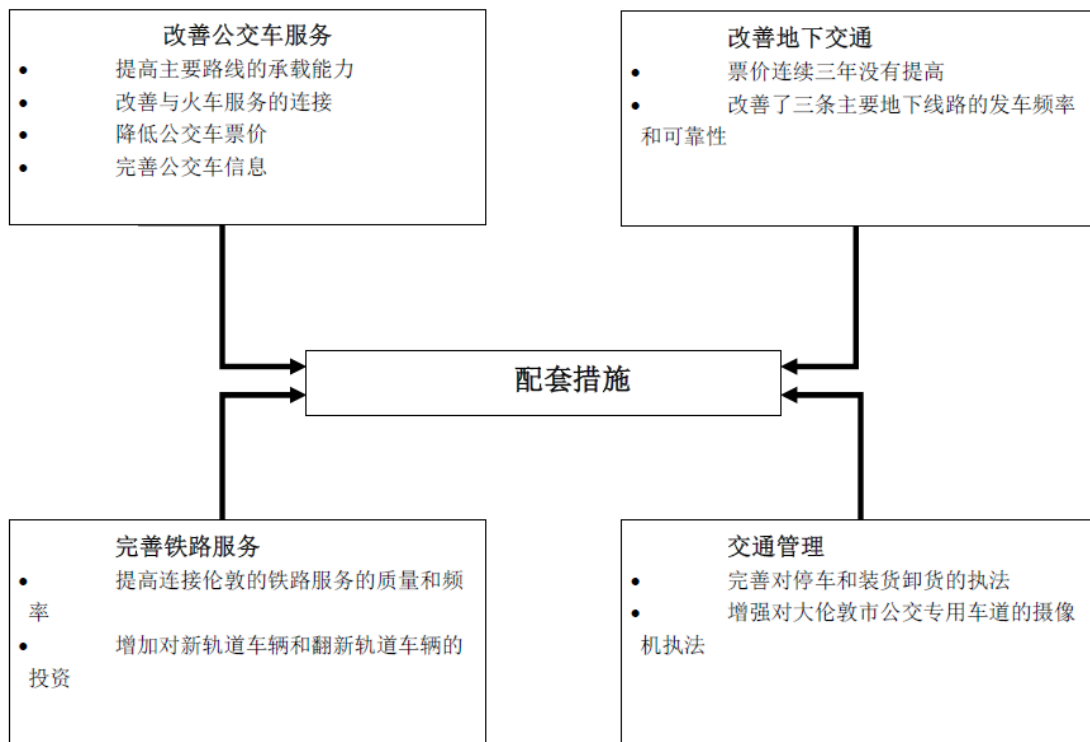 改善公交车服务
• 提高主要路线的承载能力
• 改善与火车服务的连接
• 降低公交车票价
• 完善公交车信息
改善地下交通
• 票价连续三年没有提高
• 改善了三条主要地下线路的发车频率
和可靠性
配套措施
完善铁路服务
• 提高连接伦敦的铁路服务的质量和频
率
• 增加对新轨道车辆和翻新轨道车辆的
投资
交通管理
• 完善对停车和装货卸货的执法
• 增强对大伦敦市公交专用车道的摄像
机执法